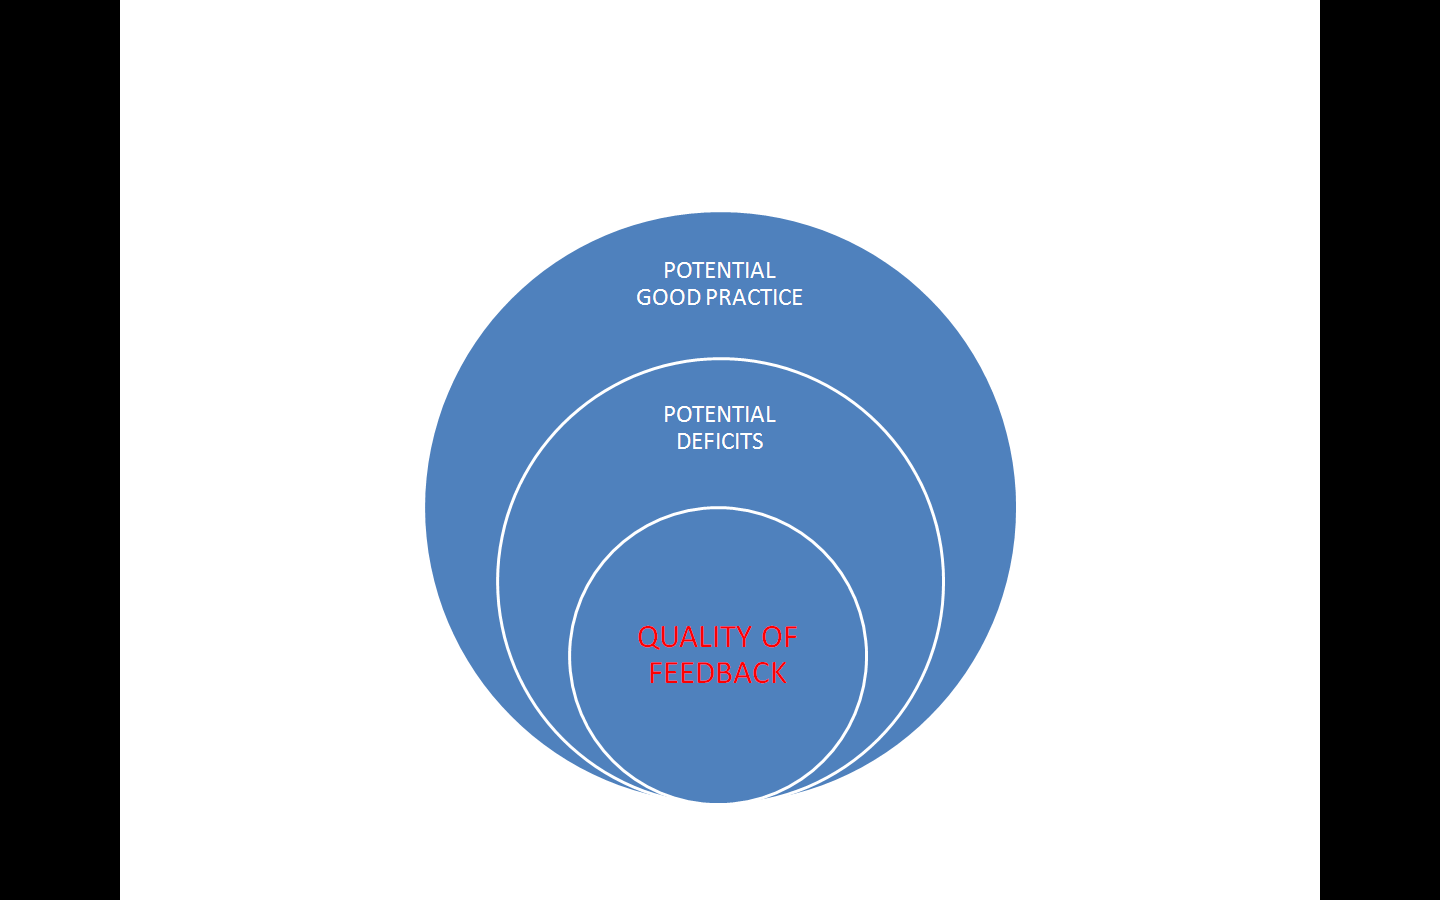 POTENTIAL
GOOD PRACTICE
POTENTIAL
DEFICITS
QUALITY OF
FEEDBACK